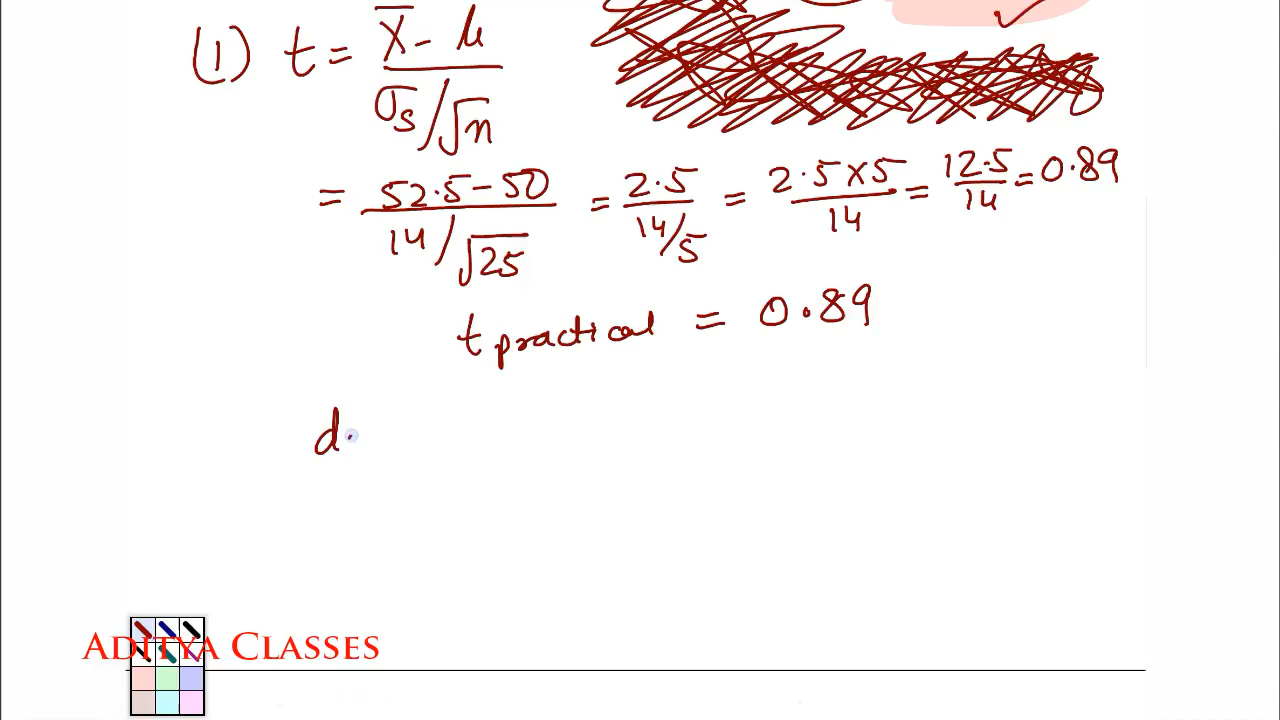 (1) t = X̄ - μ / σs/√n
= 52.5-50 / 14/√25 = 2.5 / 14/5 = 2.5×5 / 14 = 12.5 / 14 = 0.89
t practical = 0.89
d.
ADITYA CLASSES